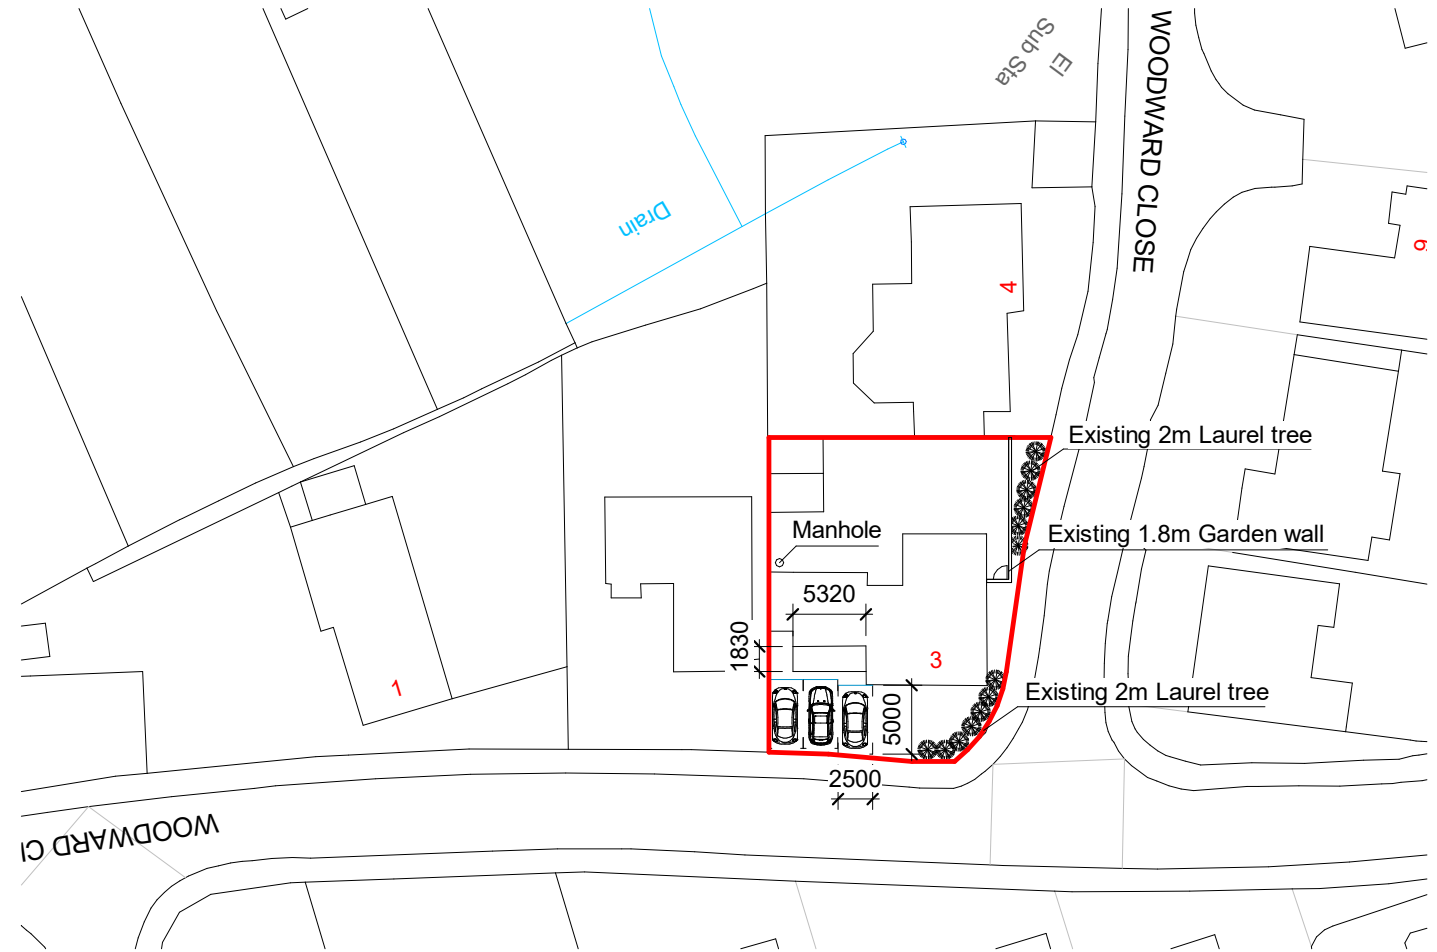 El
Sub Sta
WOODWARD CLOSE
Drain
4
9
Existing 2m Laurel tree
Manhole
Existing 1.8m Garden wall
5320
1830
3
1
Existing 2m Laurel tree
5000
2500
WOODWARD Cl